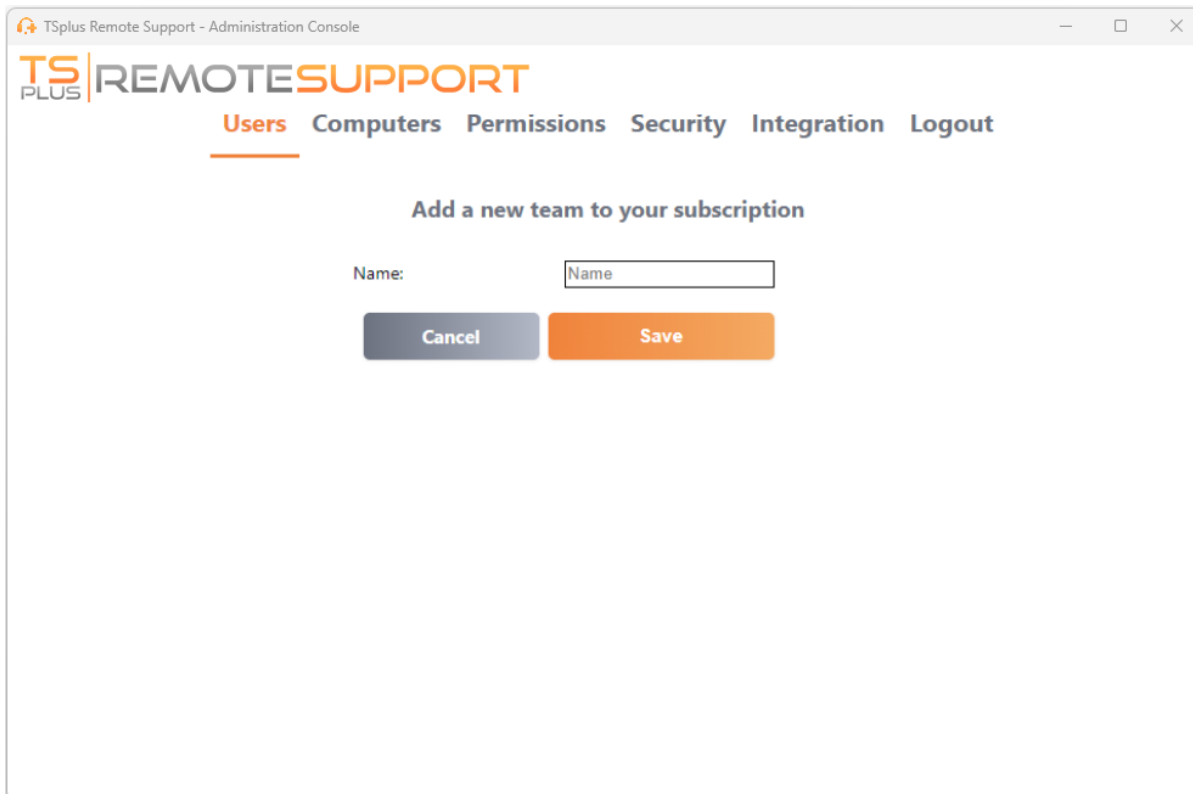 TSplus Remote Support - Administration Console
TS PLUS REMOTESUPPORT
Users Computers Permissions Security Integration Logout
Add a new team to your subscription
Name: Name
Cancel Save